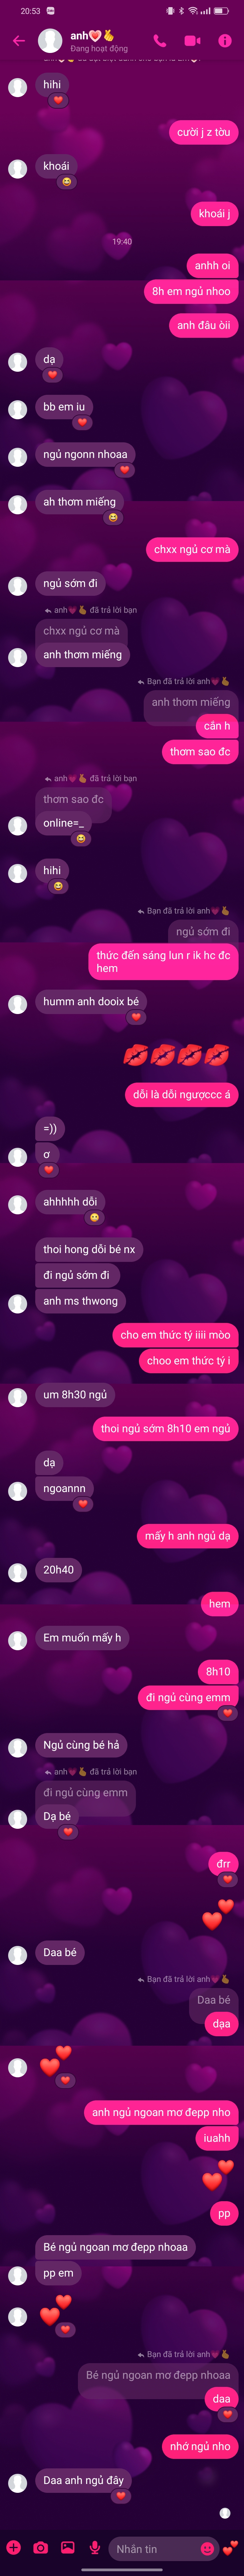 20:53
anh❤️🫰
Đang hoạt động
hihi
cười j z tòu
khoái
khoái j
19:40
anhh oi
8h em ngủ nhoo
anh đâu òii
dạ
bb em iu
ngủ ngonn nhoaa
ah thơm miếng
chxx ngủ cơ mà
ngủ sớm đi
anh💗🫰 đã trả lời bạn
chxx ngủ cơ mà
anh thơm miếng
Bạn đã trả lời anh💗🫰
anh thơm miếng
cắn h
thơm sao đc
anh💗🫰 đã trả lời bạn
thơm sao đc
online=_
hihi
Bạn đã trả lời anh💗🫰
ngủ sớm đi
thức đến sáng lun r ik hc đc
hem
humm anh dooix bé
💋💋💋💋
dỗi là dỗi ngượccc á
=))
ơ
ahhhhh dỗi
thoi hong dỗi bé nx
đi ngủ sớm đi
anh ms thwong
cho em thức tý iiii mòo
choo em thức tý i
um 8h30 ngủ
thoi ngủ sớm 8h10 em ngủ
dạ
ngoannn
mấy h anh ngủ dạ
20h40
hem
Em muốn mấy h
8h10
đi ngủ cùng emm
Ngủ cùng bé hả
anh💗🫰 đã trả lời bạn
đi ngủ cùng emm
Dạ bé
đrr
Daa bé
Bạn đã trả lời anh💗🫰
Daa bé
dạa
anh ngủ ngoan mơ đepp nho
iuahh
pp
Bé ngủ ngoan mơ đepp nhoaa
pp em
Bạn đã trả lời anh💗🫰
Bé ngủ ngoan mơ đepp nhoaa
daa
nhớ ngủ nho
Daa anh ngủ đây
Nhắn tin